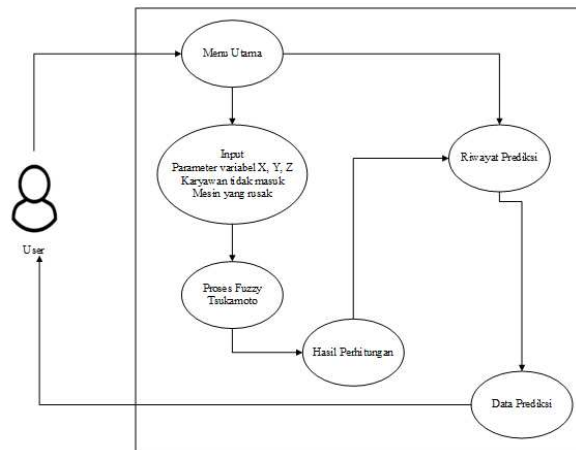 Menu Utama
Input
Parameter variabel X, Y, Z
Karyawan tidak masuk
Mesin yang rusak
Riwayat Prediksi
User
Proses Fuzzy
Tsukamoto
Hasil Perhitungan
Data Prediksi